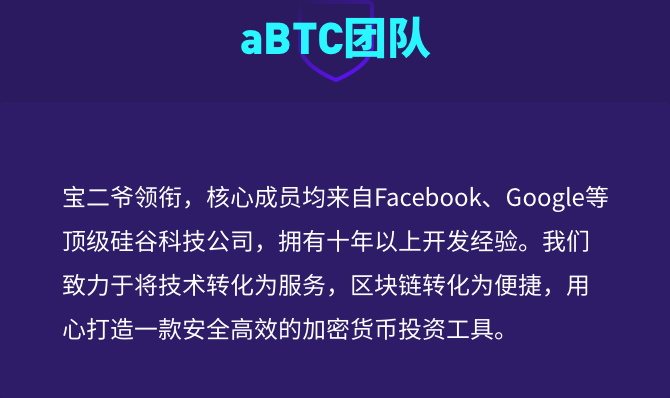 aBTC团队
宝二爷领衔，核心成员均来自Facebook、Google等
顶级硅谷科技公司，拥有十年以上开发经验。我们
致力于将技术转化为服务，区块链转化为便捷，用
心打造一款安全高效的加密货币投资工具。